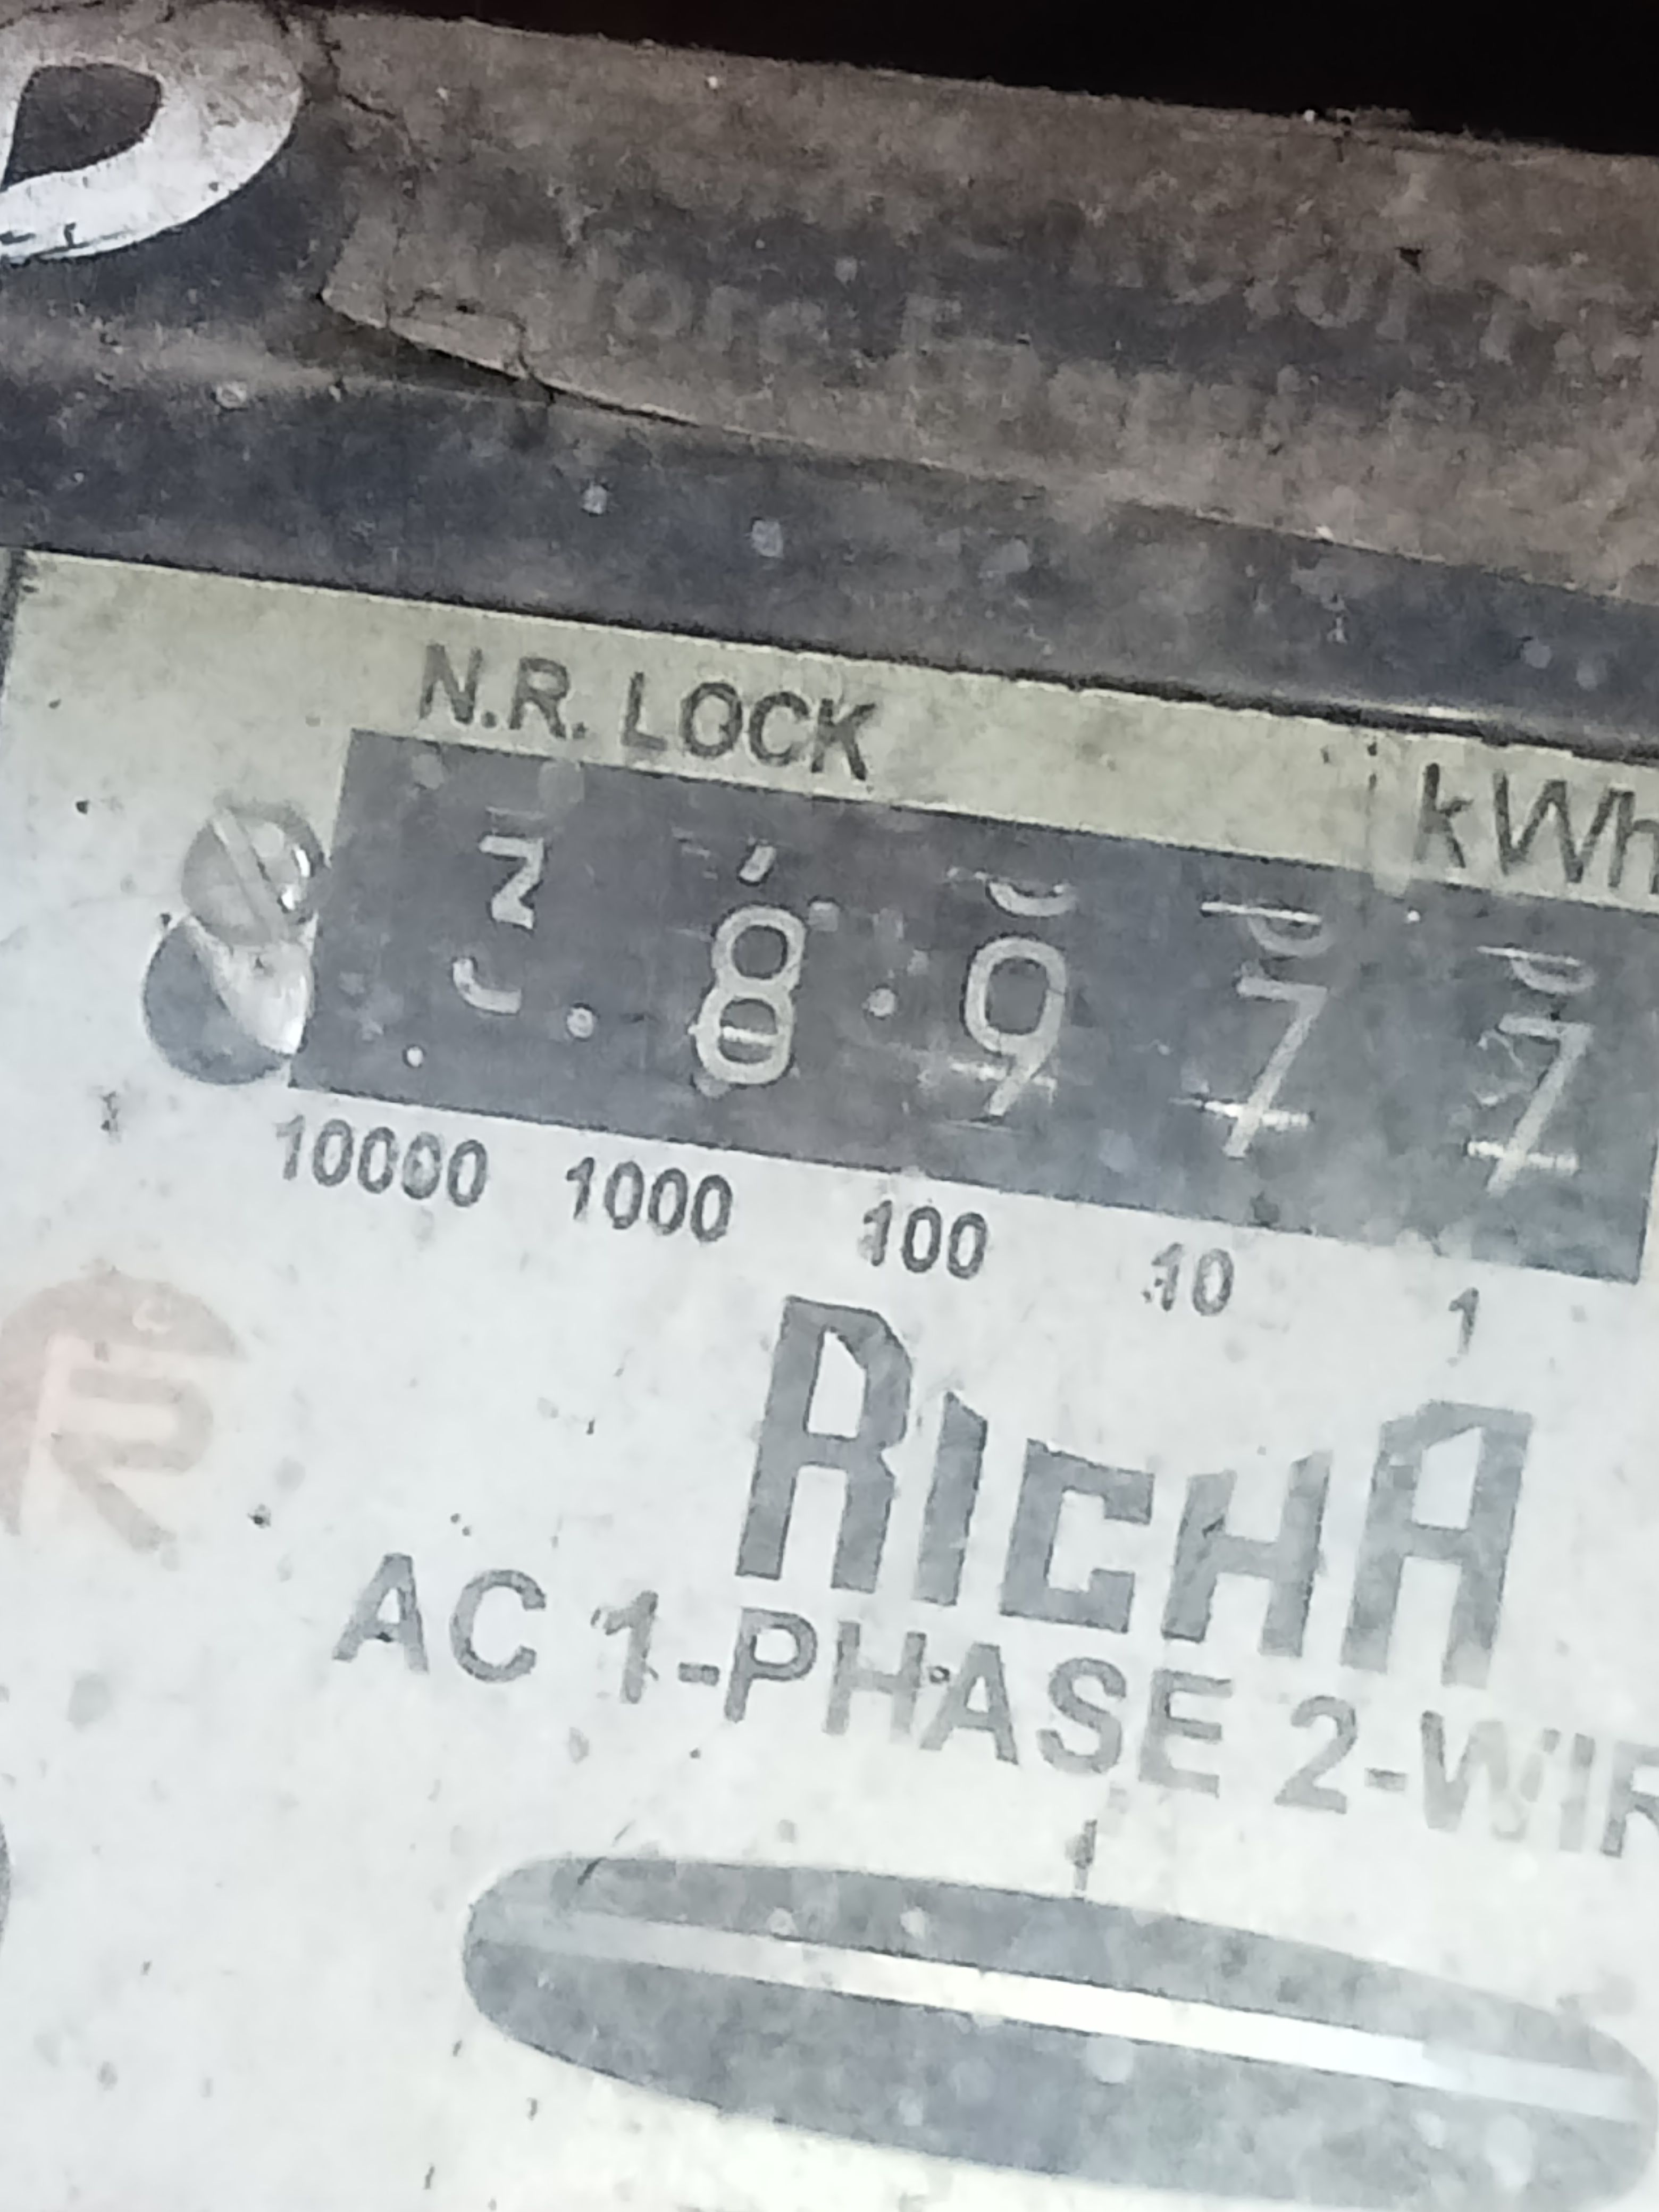 N.R. LOCK kWh
3 8 9 7 7
10000 1000 100 10 1
RICHA
AC 1-PHASE 2-WIR